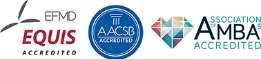 EFMD
EQUIS
ACCREDITED
AACSB
ACCREDITED
ASSOCIATION
AMBA'S
ACCREDITED